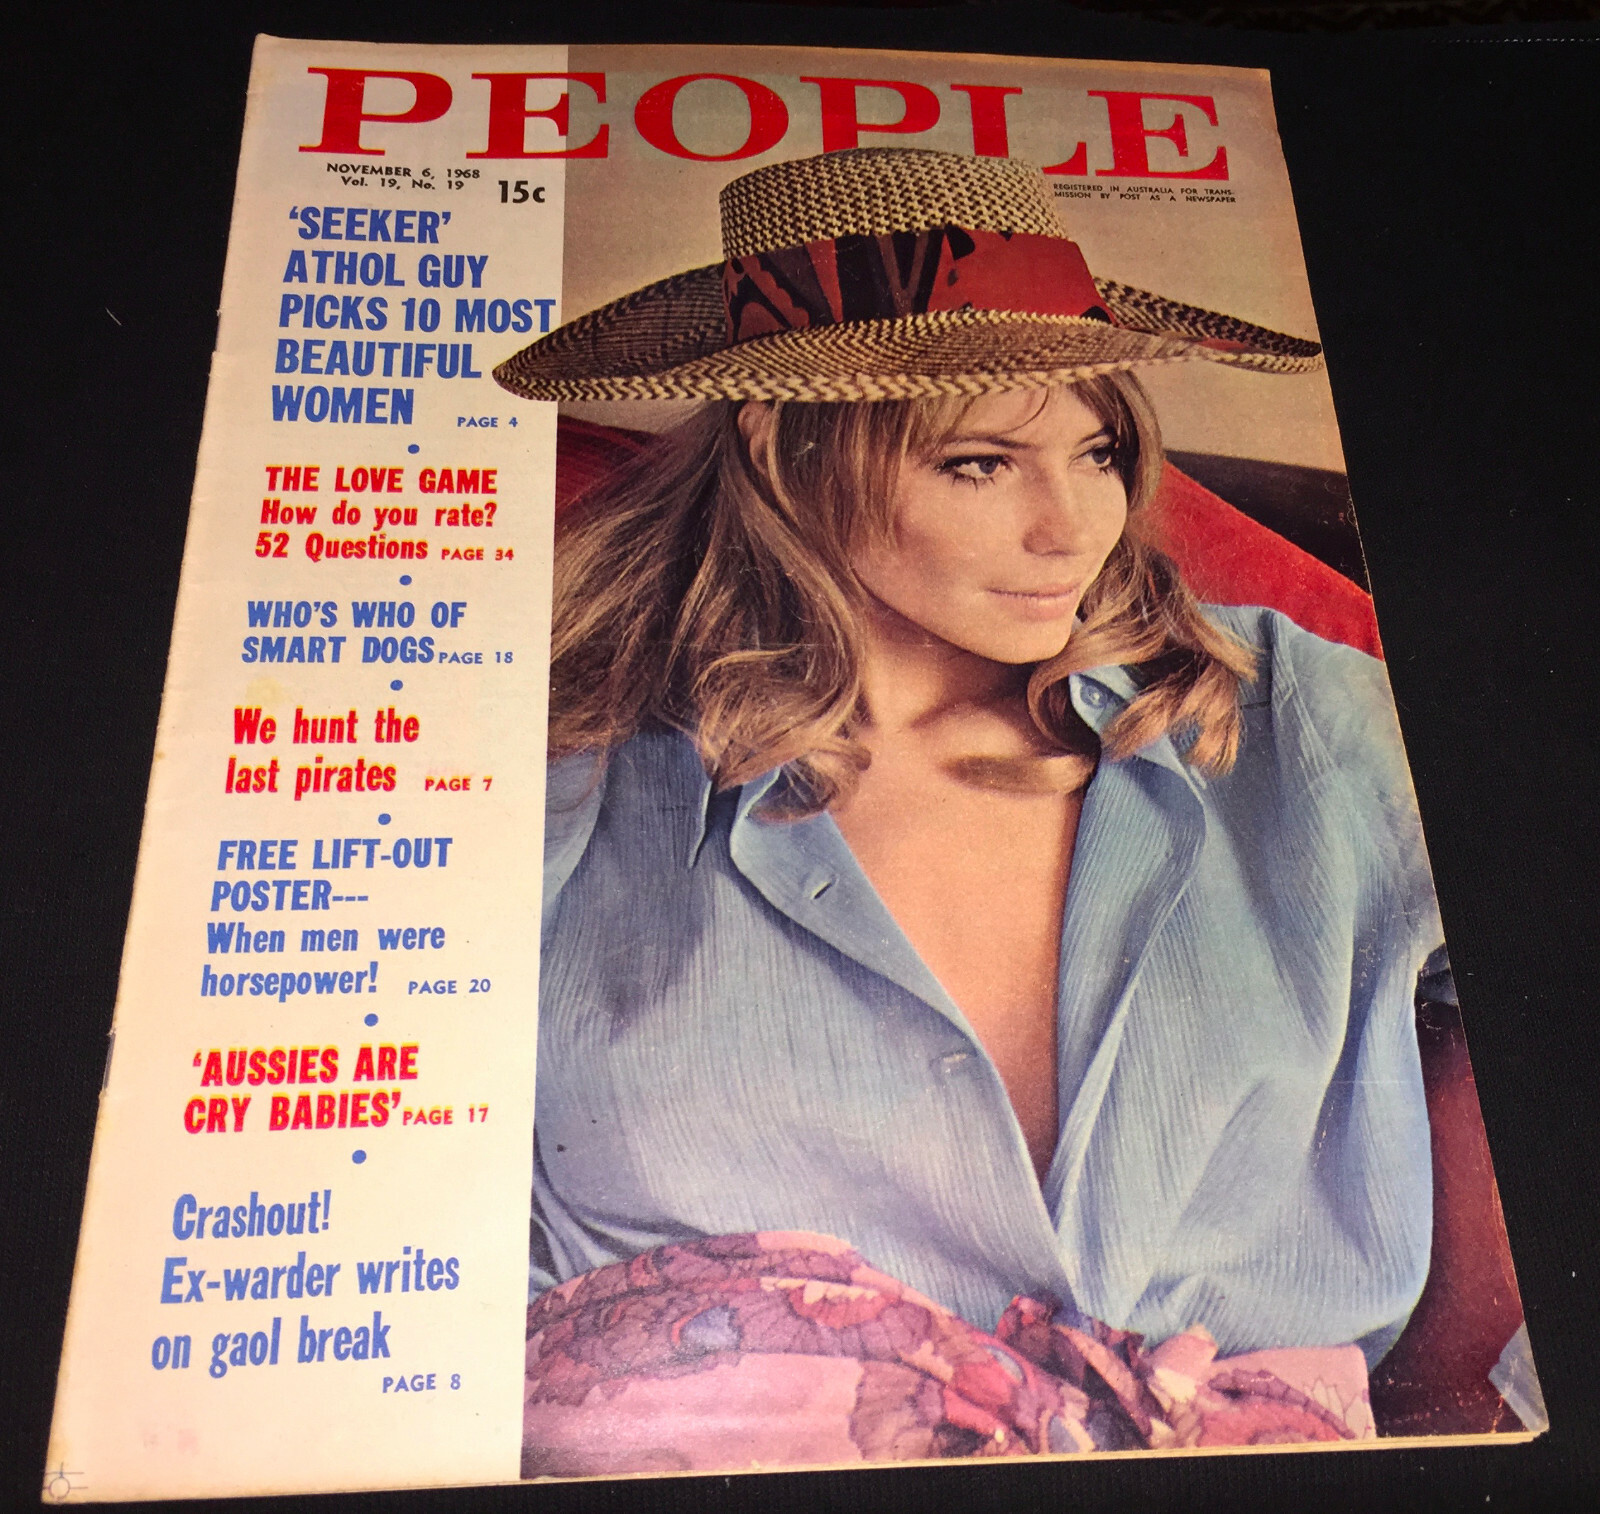 PEOPLE
NOVEMBER 6, 1968
Vol. 19, No. 19
15c
REGISTERED IN AUSTRALIA FOR TRANS-
MISSION BY POST AS A NEWSPAPER
‘SEEKER’
ATHOL GUY
PICKS 10 MOST
BEAUTIFUL
WOMEN PAGE 4
THE LOVE GAME
How do you rate?
52 Questions PAGE 34
WHO'S WHO OF
SMART DOGS PAGE 18
We hunt the
last pirates PAGE 7
FREE LIFT-OUT
POSTER---
When men were
horsepower! PAGE 20
‘AUSSIES ARE
CRY BABIES’ PAGE 17
Crashout!
Ex-warder writes
on gaol break
PAGE 8